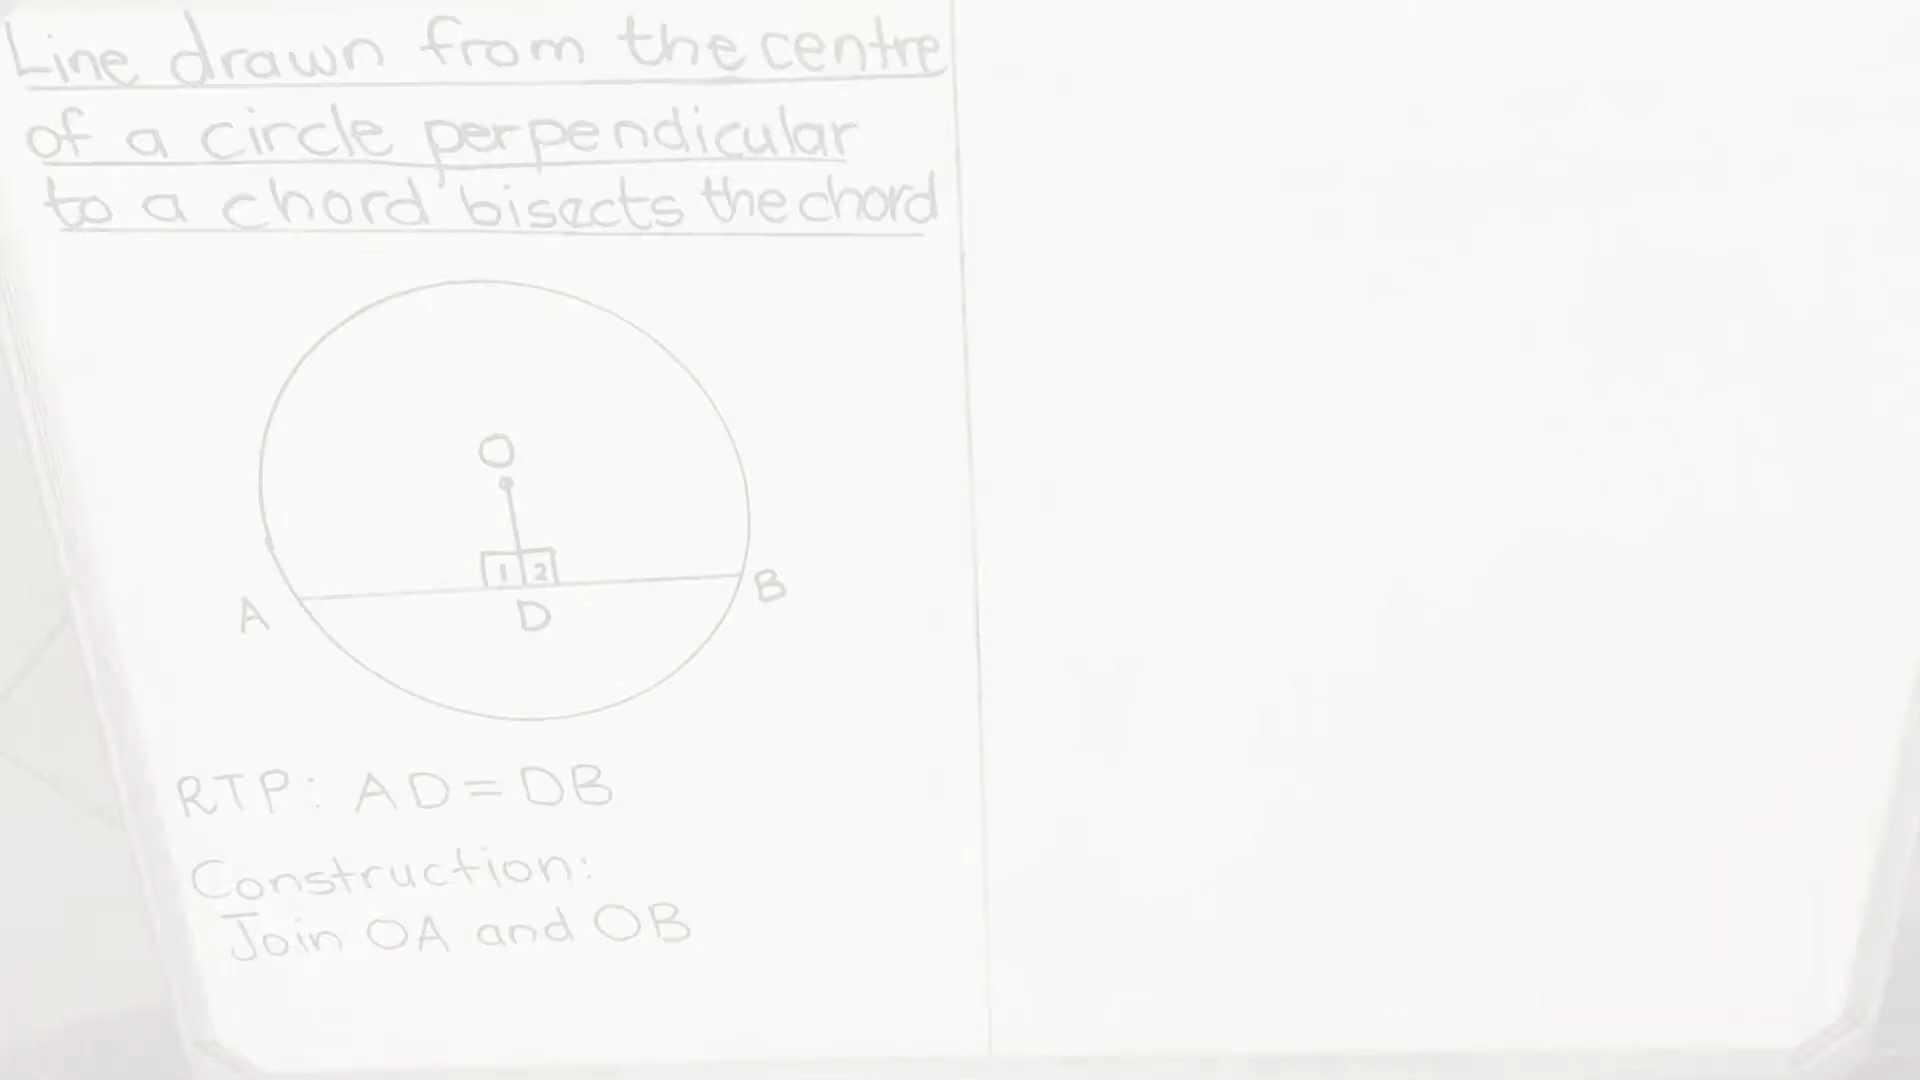 Line drawn from the centre
of a circle perpendicular
to a chord bisects the chord
O
1 2
A
D
B
RTP: AD = DB
Construction:
Join OA and OB